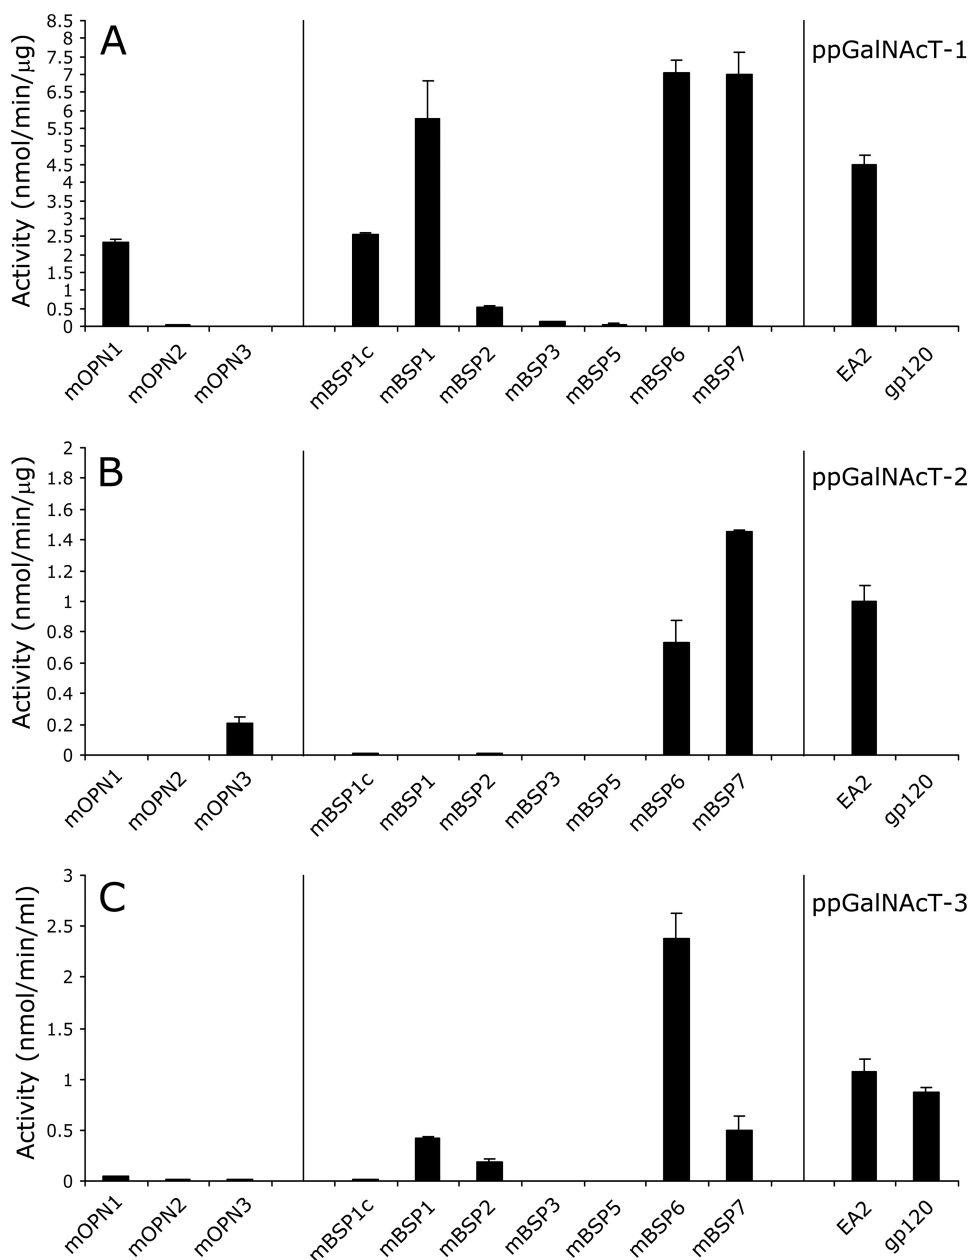 A
ppGalNAcT-1
Activity (nmol/min/µg)
8.5
8
7.5
7
6.5
6
5.5
5
4.5
4
3.5
3
2.5
2
1.5
1
0.5
0
mOPN1
mOPN2
mOPN3
mBSP1c
mBSP1
mBSP2
mBSP3
mBSP5
mBSP6
mBSP7
EA2
gp120
B
ppGalNAcT-2
Activity (nmol/min/µg)
2
1.8
1.6
1.4
1.2
1
0.8
0.6
0.4
0.2
0
mOPN1
mOPN2
mOPN3
mBSP1c
mBSP1
mBSP2
mBSP3
mBSP5
mBSP6
mBSP7
EA2
gp120
C
ppGalNAcT-3
Activity (nmol/min/ml)
3
2.5
2
1.5
1
0.5
0
mOPN1
mOPN2
mOPN3
mBSP1c
mBSP1
mBSP2
mBSP3
mBSP5
mBSP6
mBSP7
EA2
gp120